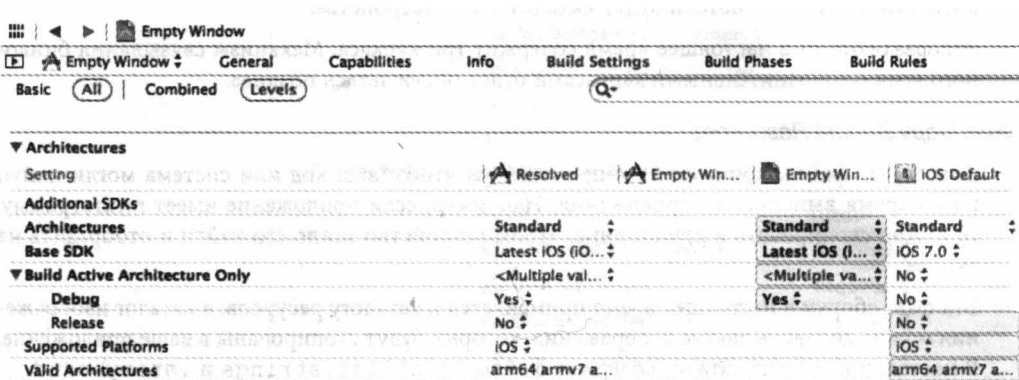 Empty Window
Empty Window General Capabilities Info Build Settings Build Phases Build Rules
Basic All Combined Levels
Architectures
Setting Resolved Empty Win... Empty Win... iOS Default
Additional SDKs
Architectures Standard Standard Standard
Base SDK Latest iOS (iO... Latest iOS (i... iOS 7.0
Build Active Architecture Only <Multiple val... <Multiple va... No
Debug Yes Yes No
Release No No
Supported Platforms iOS iOS
Valid Architectures arm64 armv7 a... arm64 armv7 a...